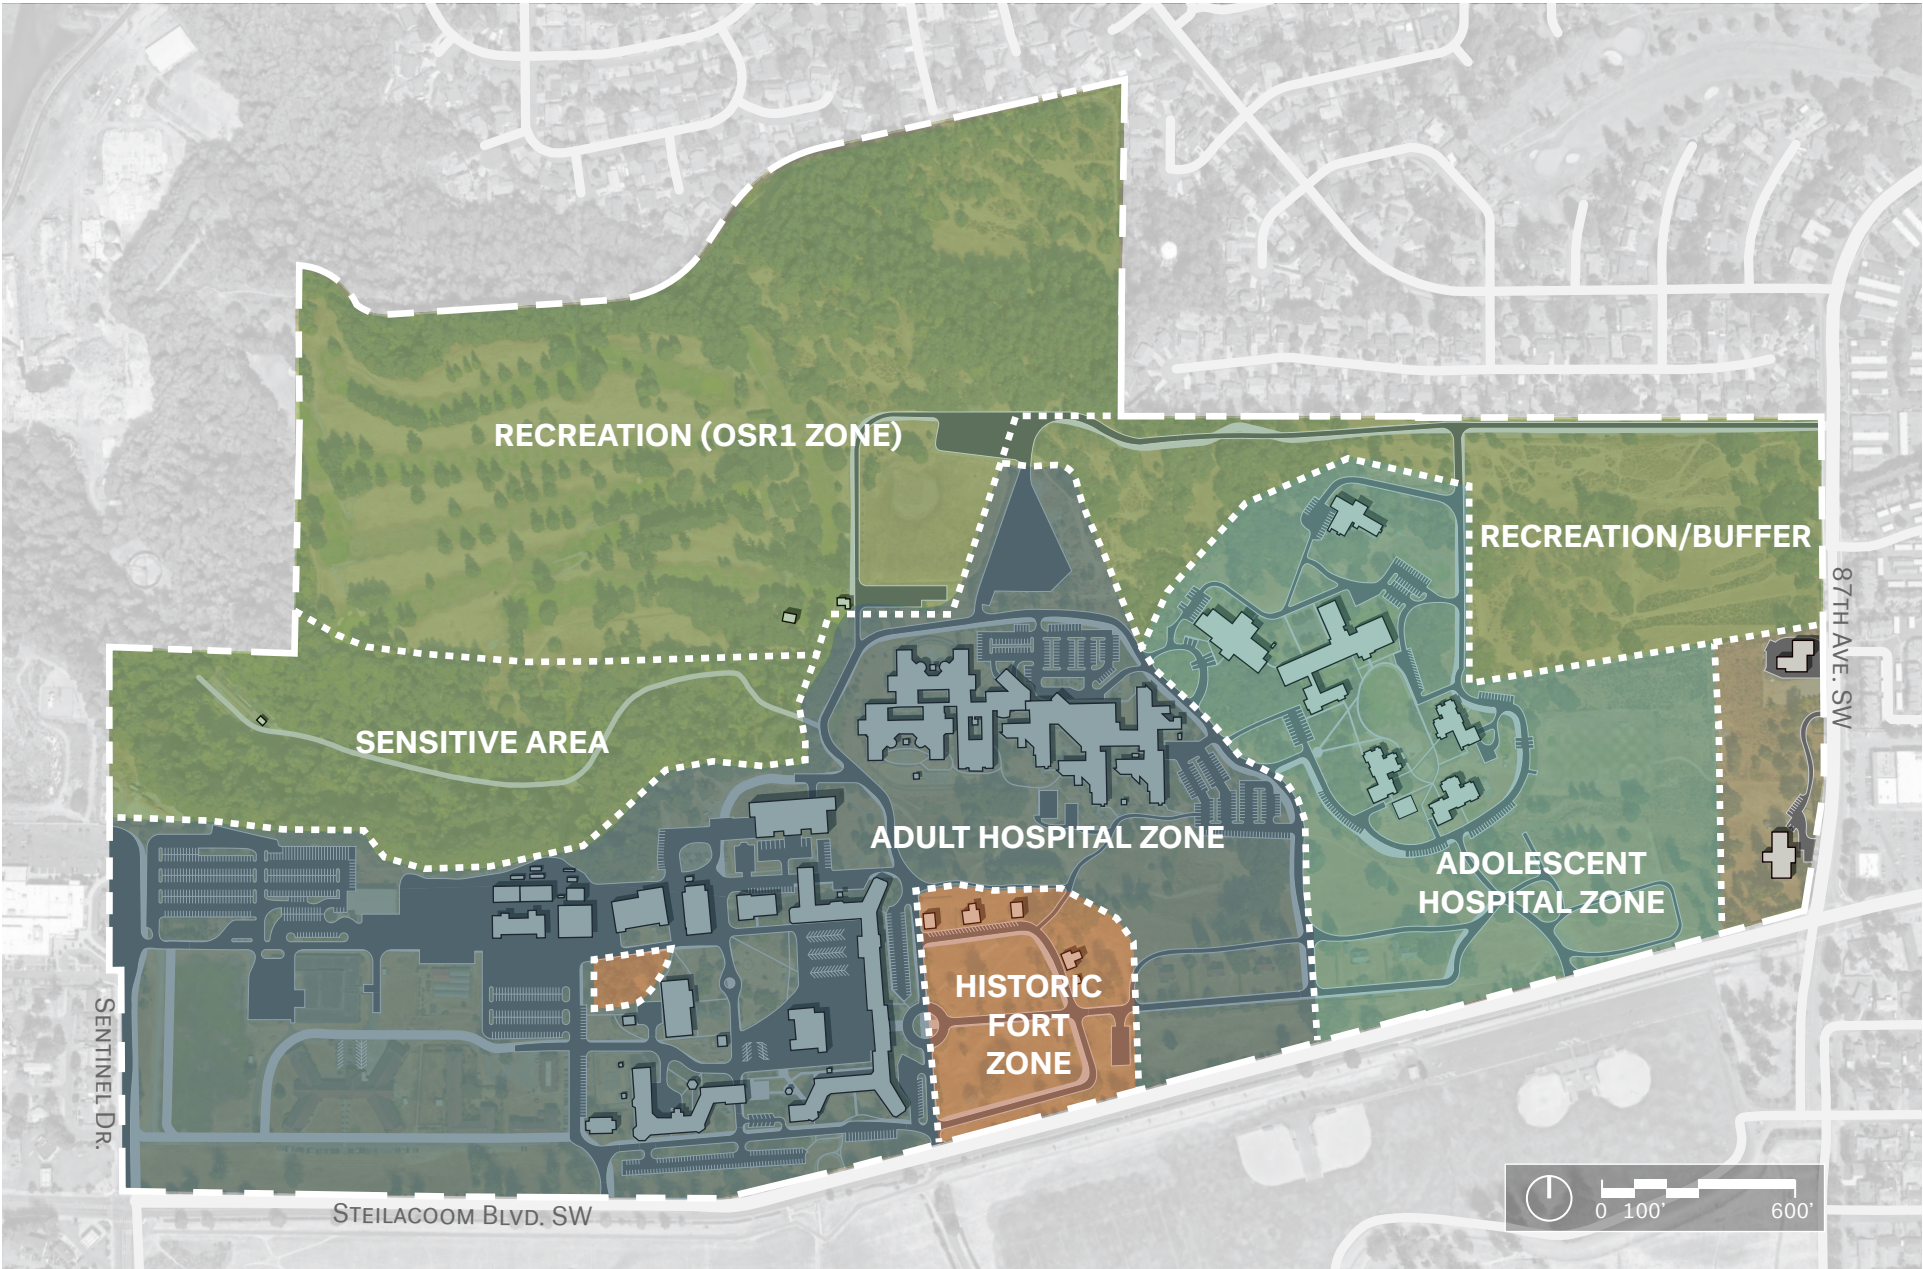 RECREATION (OSR1 ZONE)
RECREATION/BUFFER
87TH AVE. SW
SENSITIVE AREA
ADULT HOSPITAL ZONE
ADOLESCENT
HOSPITAL ZONE
HISTORIC
FORT
ZONE
SENTINEL DR.
STEILACOOM BLVD. SW
0 100' 600'